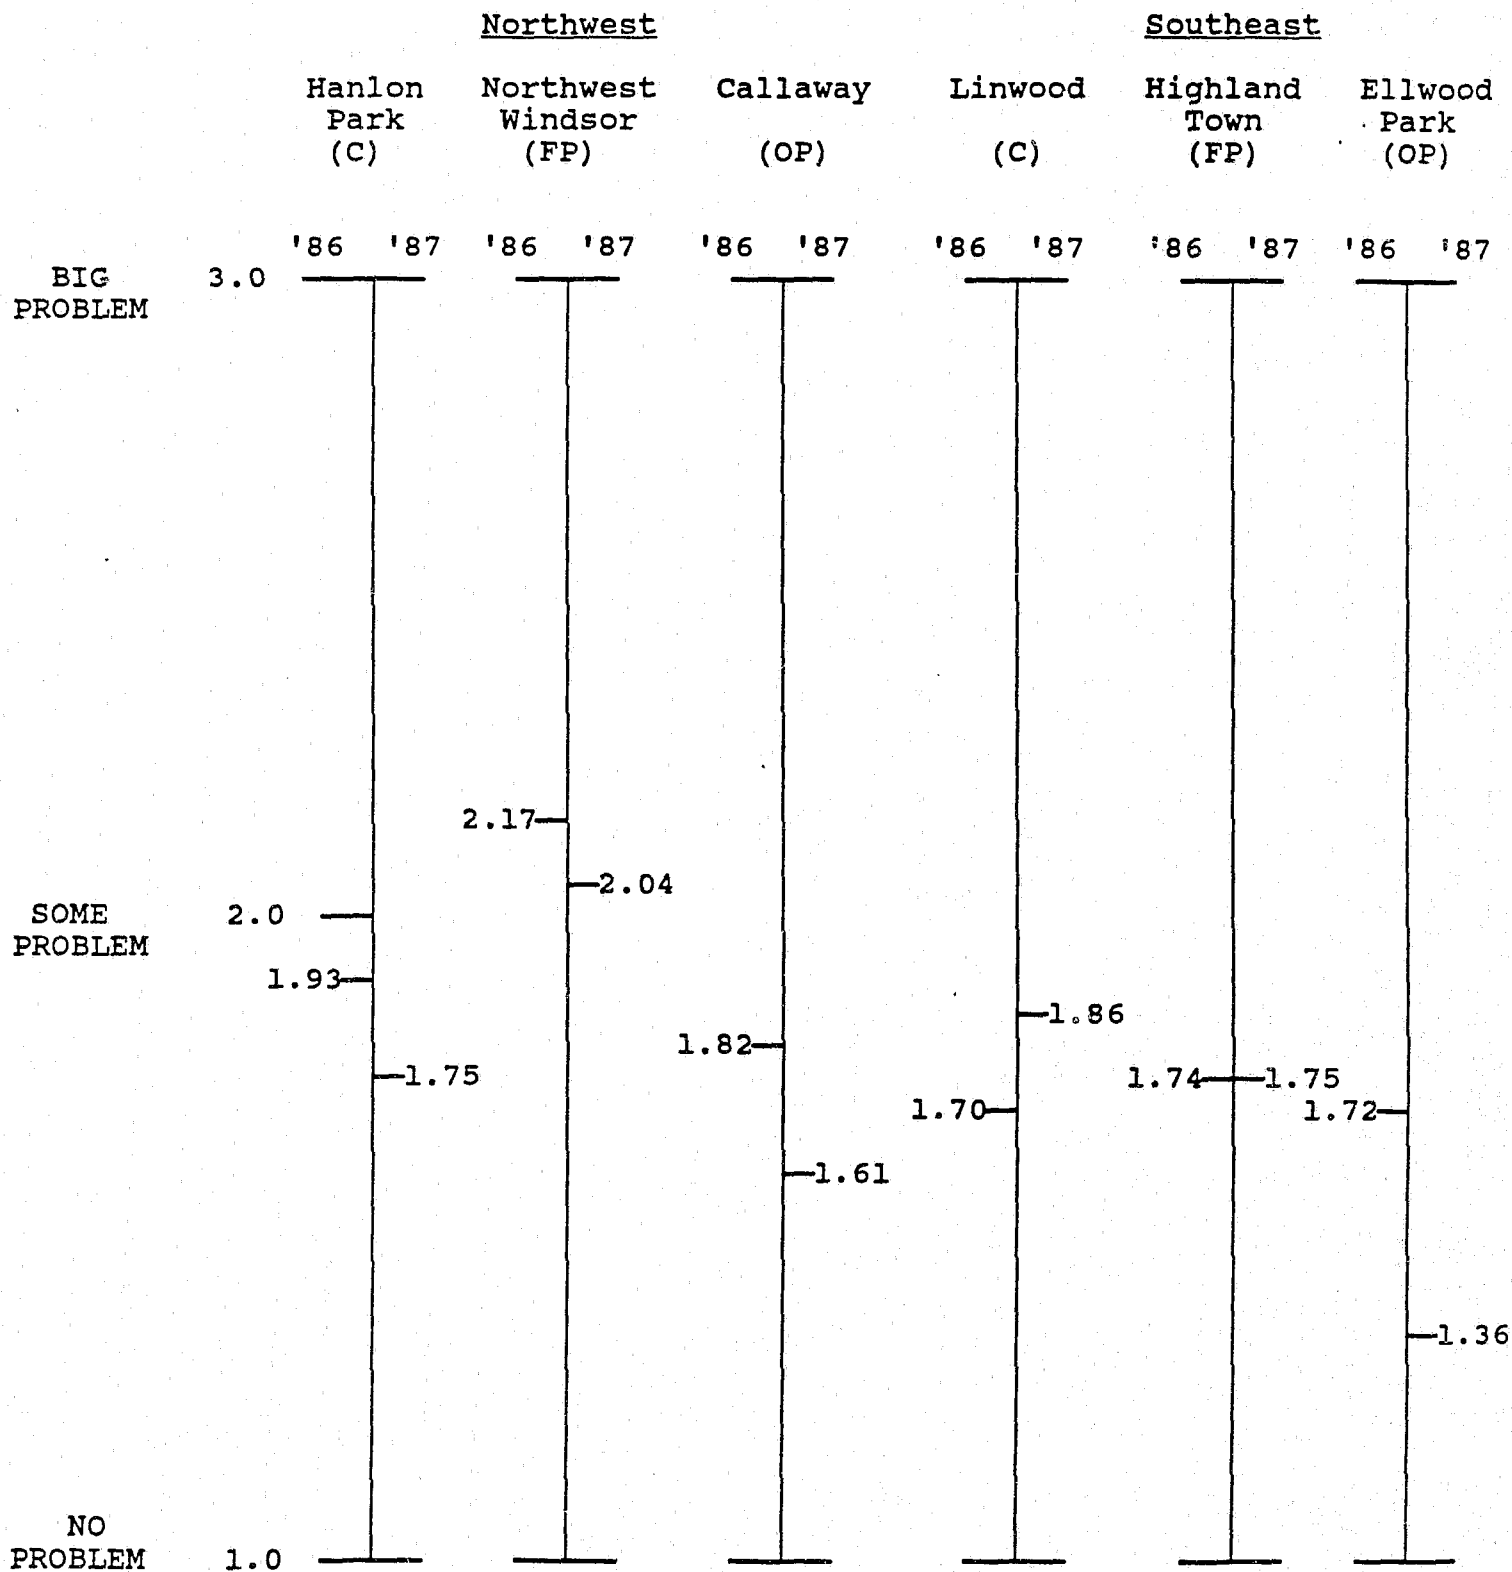 Northwest Southeast
Hanlon Northwest Callaway Linwood Highland Ellwood
Park Windsor Town Park
(C) (FP) (OP) (C) (FP) (OP)
'86 '87 '86 '87 '86 '87 '86 '87 '86 '87 '86 '87
BIG 3.0
PROBLEM
2.17
2.04
SOME 2.0
PROBLEM
1.93
1.86
1.82
1.75 1.74 1.75
1.70 1.72
1.61
1.36
NO
PROBLEM 1.0